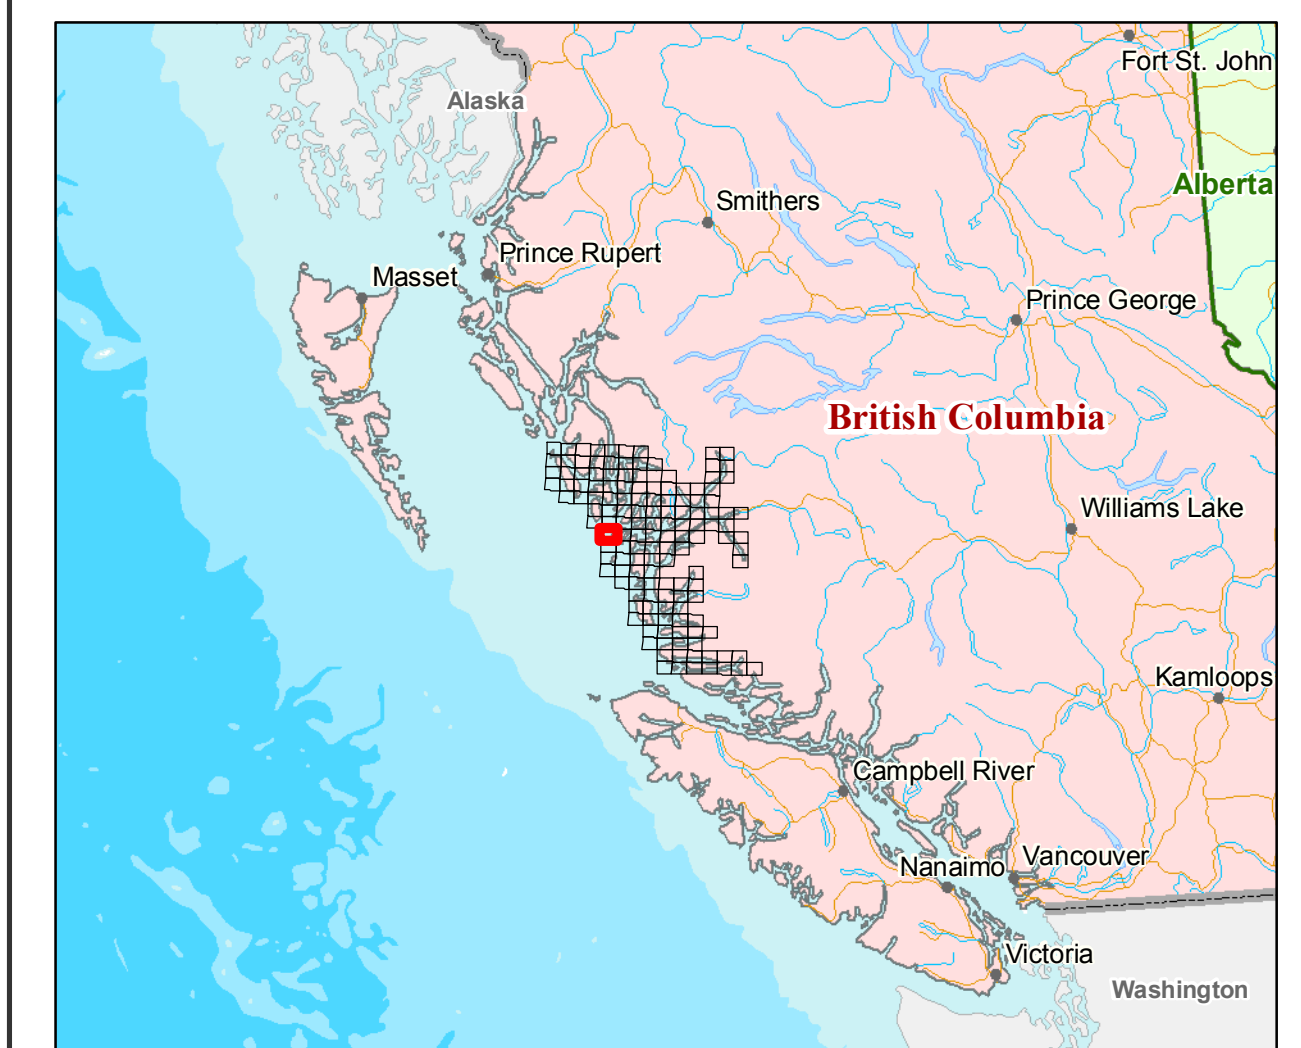 Fort St. John
Alaska
Alberta
Smithers
Prince Rupert
Masset
Prince George
British Columbia
Williams Lake
Kamloops
Campbell River
Vancouver
Nanaimo
Victoria
Washington